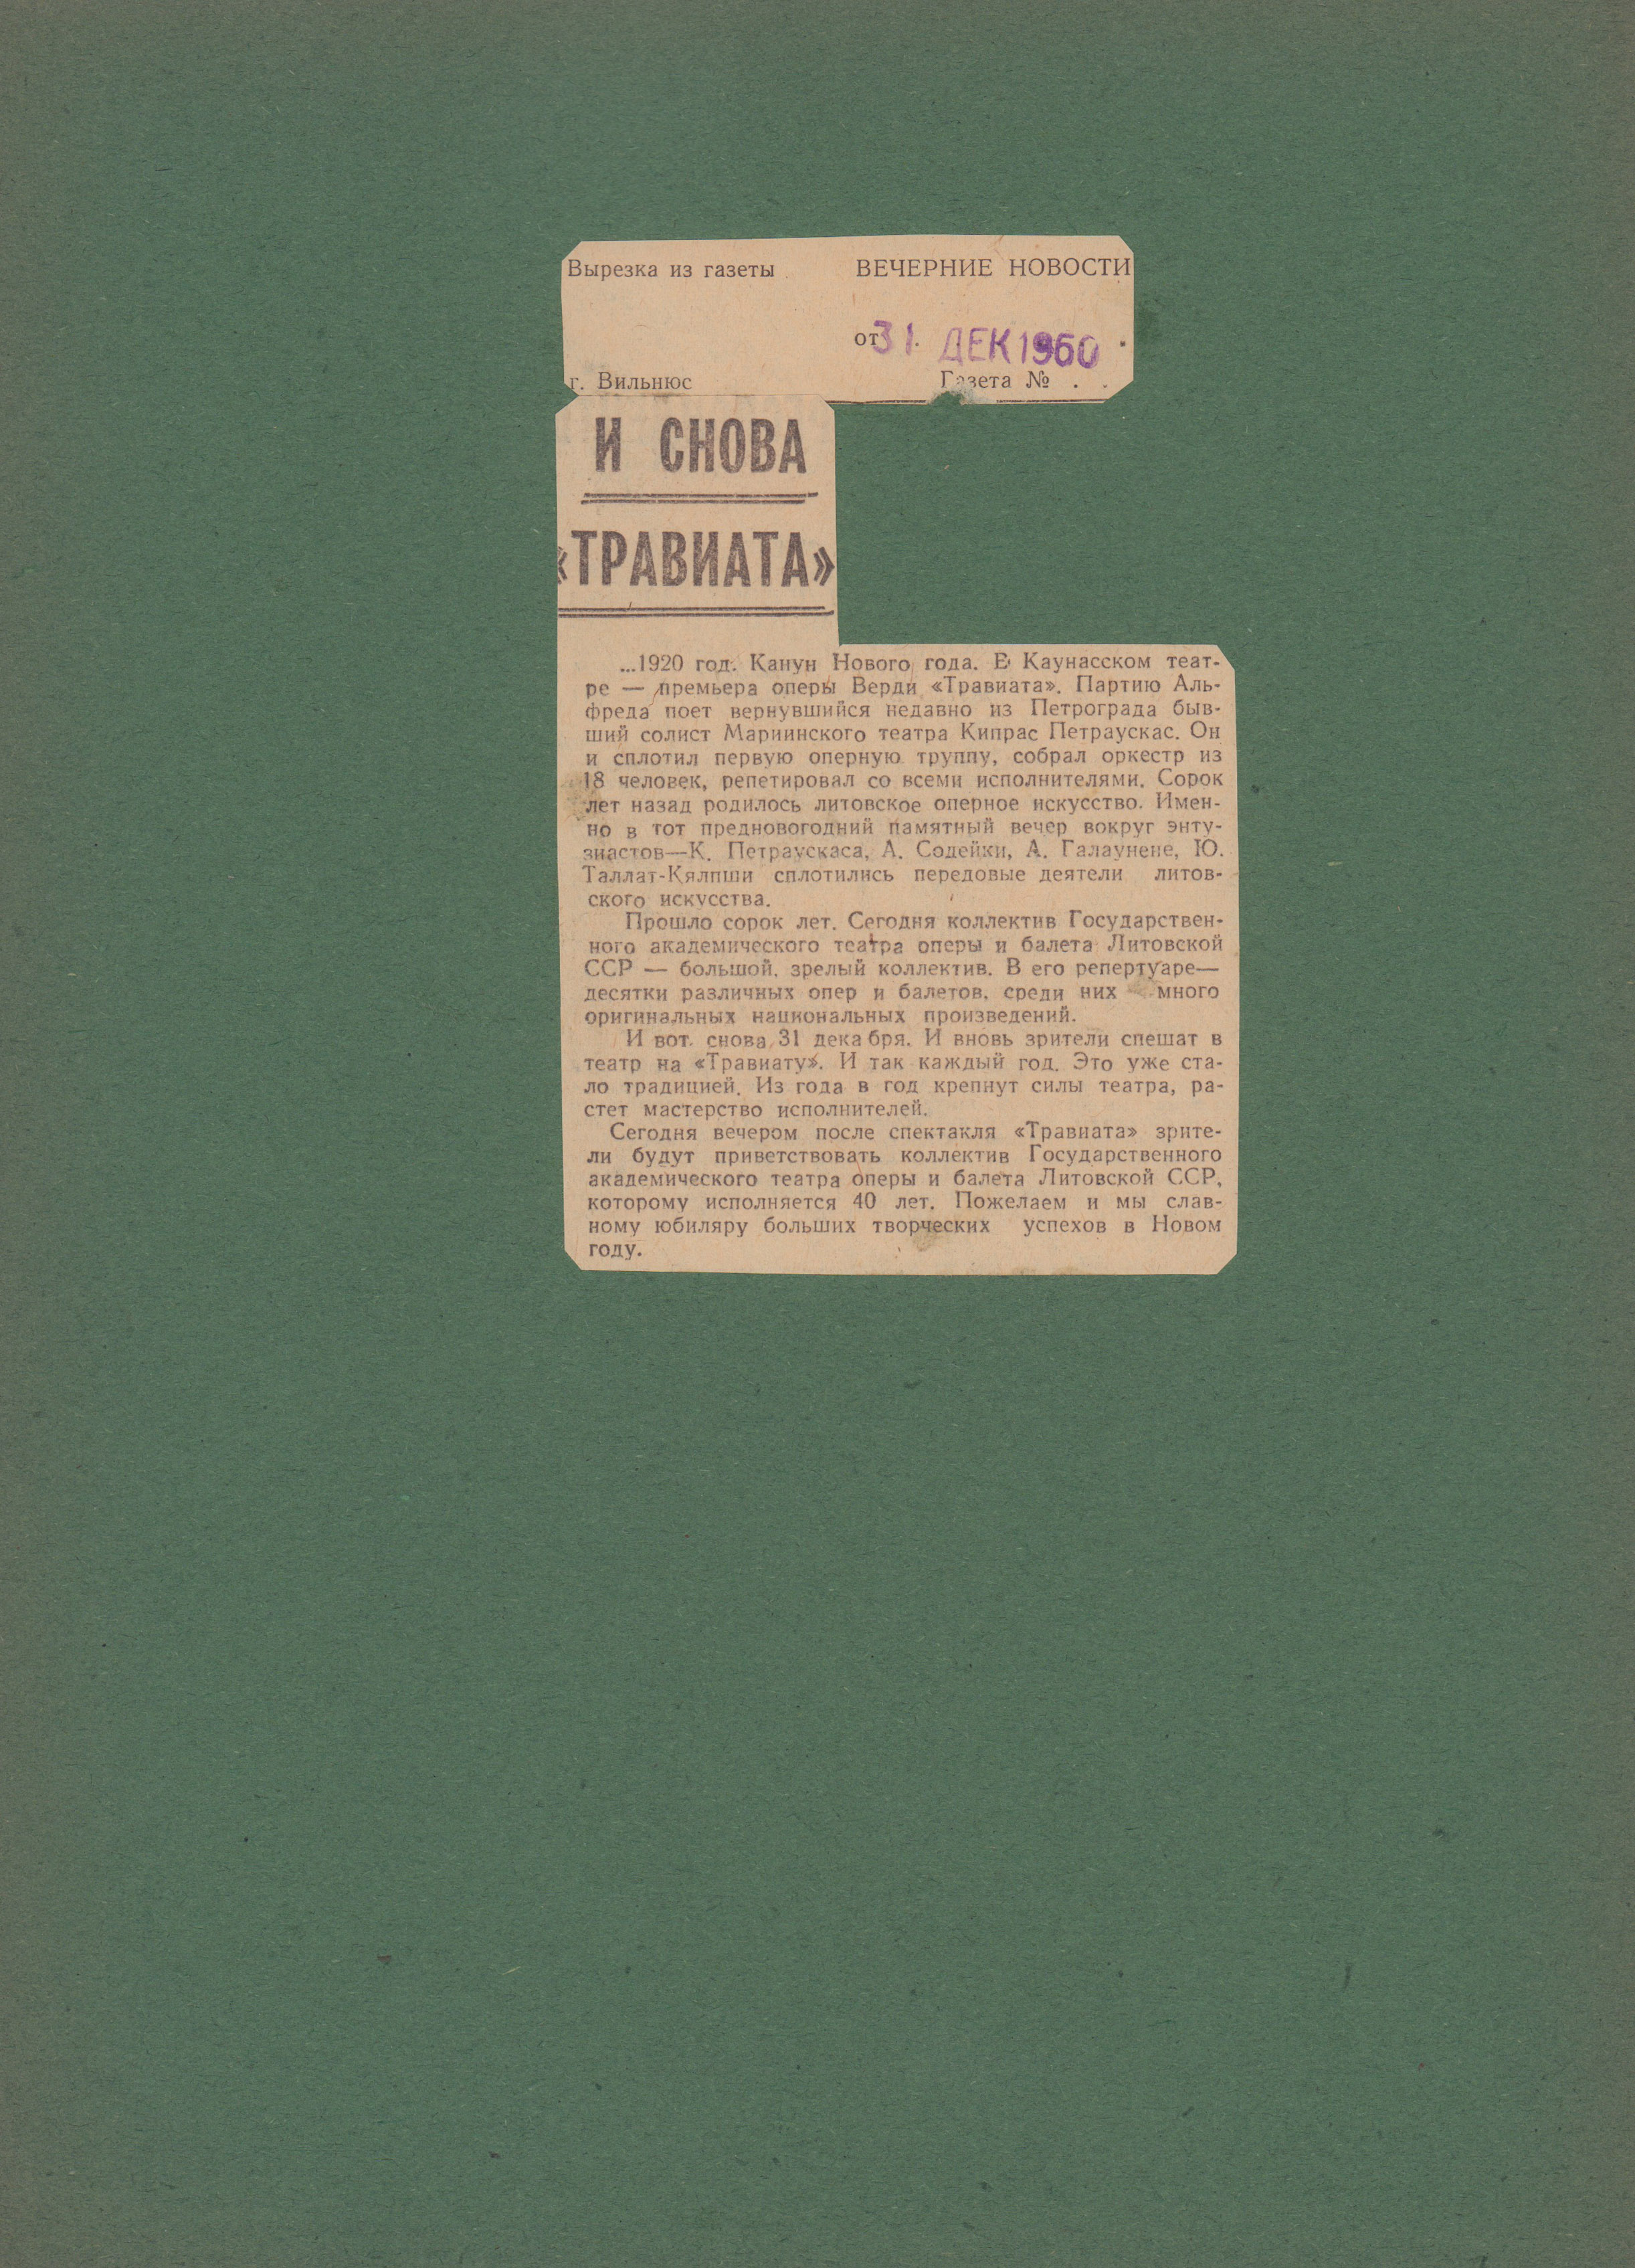 Вырезка из газеты ВЕЧЕРНИЕ НОВОСТИ
от 31. ДЕК 1960
г. Вильнюс Газета № . .
И СНОВА
«ТРАВИАТА»
...1920 год. Канун Нового года. В Каунасском теат-
ре — премьера оперы Верди «Травиата». Партию Аль-
фреда поет вернувшийся недавно из Петрограда быв-
ший солист Мариинского театра Кипрас Петраускас. Он
и сплотил первую оперную труппу, собрал оркестр из
18 человек, репетировал со всеми исполнителями. Сорок
лет назад родилось литовское оперное искусство. Имен-
но в тот предновогодний памятный вечер вокруг энту-
зиастов—К. Петраускаса, А. Содейки, А. Галаунене, Ю.
Таллат-Кялпши сплотились передовые деятели литов-
ского искусства.
Прошло сорок лет. Сегодня коллектив Государствен-
ного академического театра оперы и балета Литовской
ССР — большой, зрелый коллектив. В его репертуаре—
десятки различных опер и балетов, среди них много
оригинальных национальных произведений.
И вот снова 31 декабря. И вновь зрители спешат в
театр на «Травиату». И так каждый год. Это уже ста-
ло традицией. Из года в год крепнут силы театра, ра-
стет мастерство исполнителей.
Сегодня вечером после спектакля «Травиата» зрите-
ли будут приветствовать коллектив Государственного
академического театра оперы и балета Литовской ССР,
которому исполняется 40 лет. Пожелаем и мы слав-
ному юбиляру больших творческих успехов в Новом
году.